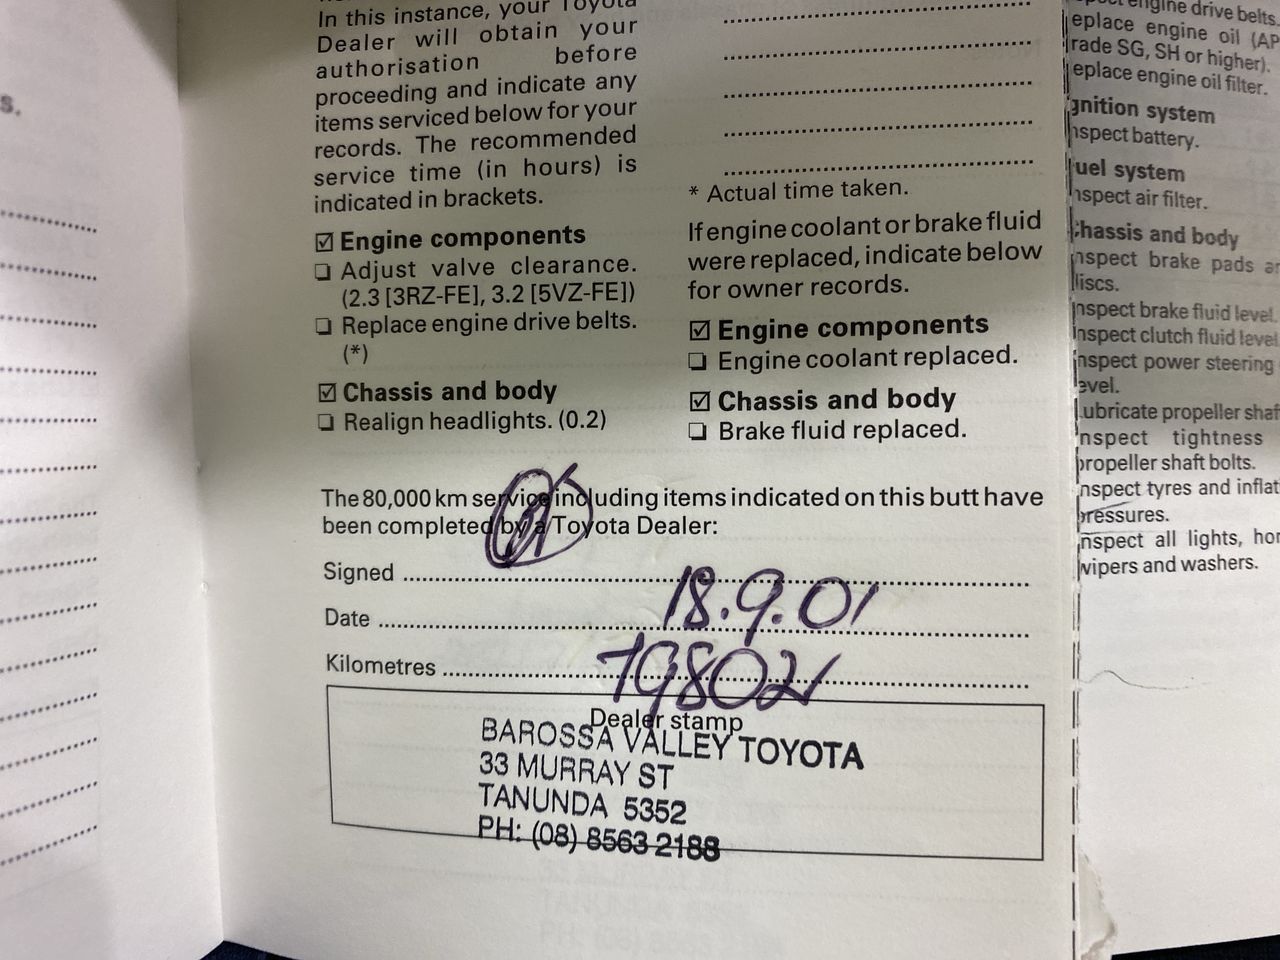 s.
In this instance, your Toyota
Dealer will obtain your
authorisation before
proceeding and indicate any
items serviced below for your
records. The recommended
service time (in hours) is
indicated in brackets.
☑ Engine components
❏ Adjust valve clearance.
(2.3 [3RZ-FE], 3.2 [5VZ-FE])
❏ Replace engine drive belts.
(*)
☑ Chassis and body
❏ Realign headlights. (0.2)
* Actual time taken.
If engine coolant or brake fluid
were replaced, indicate below
for owner records.
☑ Engine components
❏ Engine coolant replaced.
☑ Chassis and body
❏ Brake fluid replaced.
The 80,000 km service including items indicated on this butt have
been completed by a Toyota Dealer:
Signed
Date 18.9.01
Kilometres 79802
Dealer stamp
BAROSSA VALLEY TOYOTA
33 MURRAY ST
TANUNDA 5352
PH: (08) 8563 2188
engine drive belts.
eplace engine oil (AP
rade SG, SH or higher).
eplace engine oil filter.
gnition system
nspect battery.
uel system
nspect air filter.
hassis and body
nspect brake pads an
liscs.
nspect brake fluid level.
nspect clutch fluid level
nspect power steering
evel.
ubricate propeller shaf
nspect tightness
propeller shaft bolts.
nspect tyres and inflat
pressures.
nspect all lights, hor
wipers and washers.